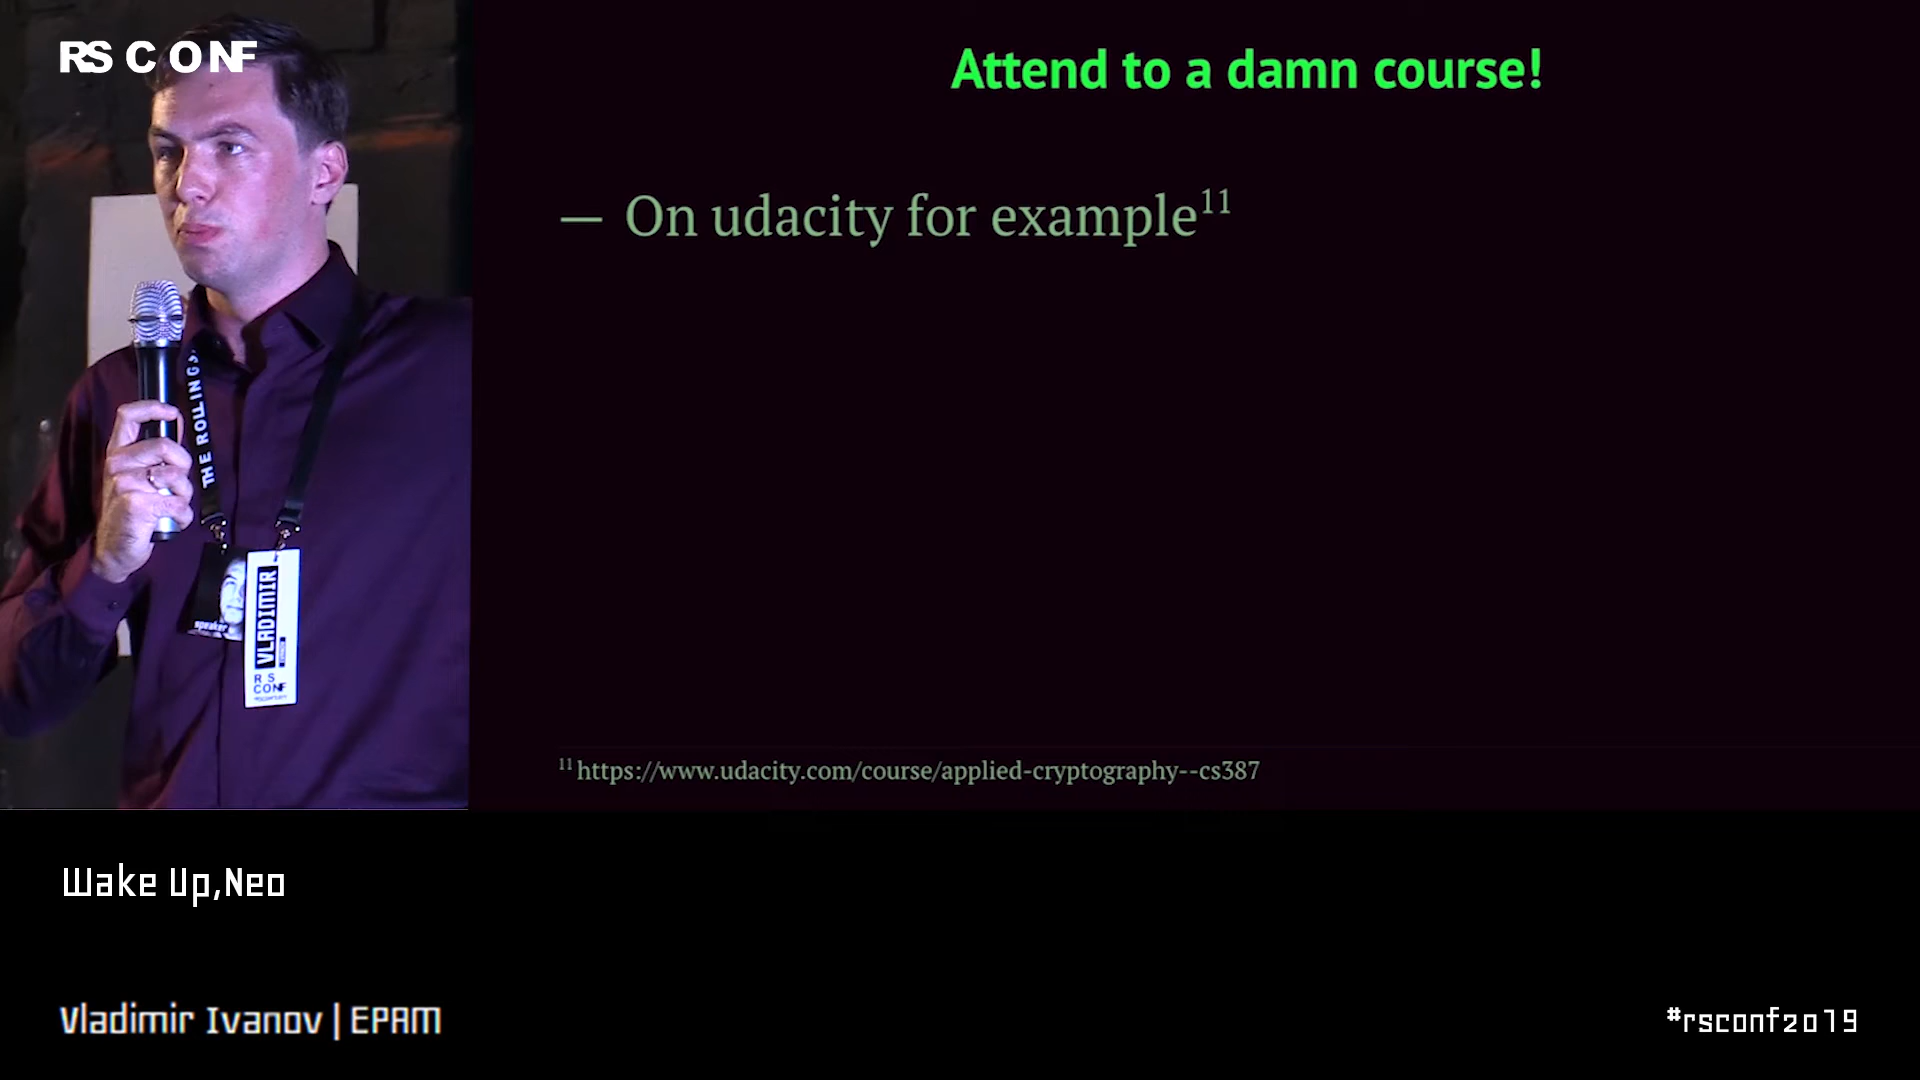 RS CONF
Attend to a damn course!
— On udacity for example¹¹
THE ROLLING S
speaker
VLADIMIR
RS
CONF
¹¹ https://www.udacity.com/course/applied-cryptography--cs387
Wake Up,Neo
Vladimir Ivanov | EPAM
#rsconf2019